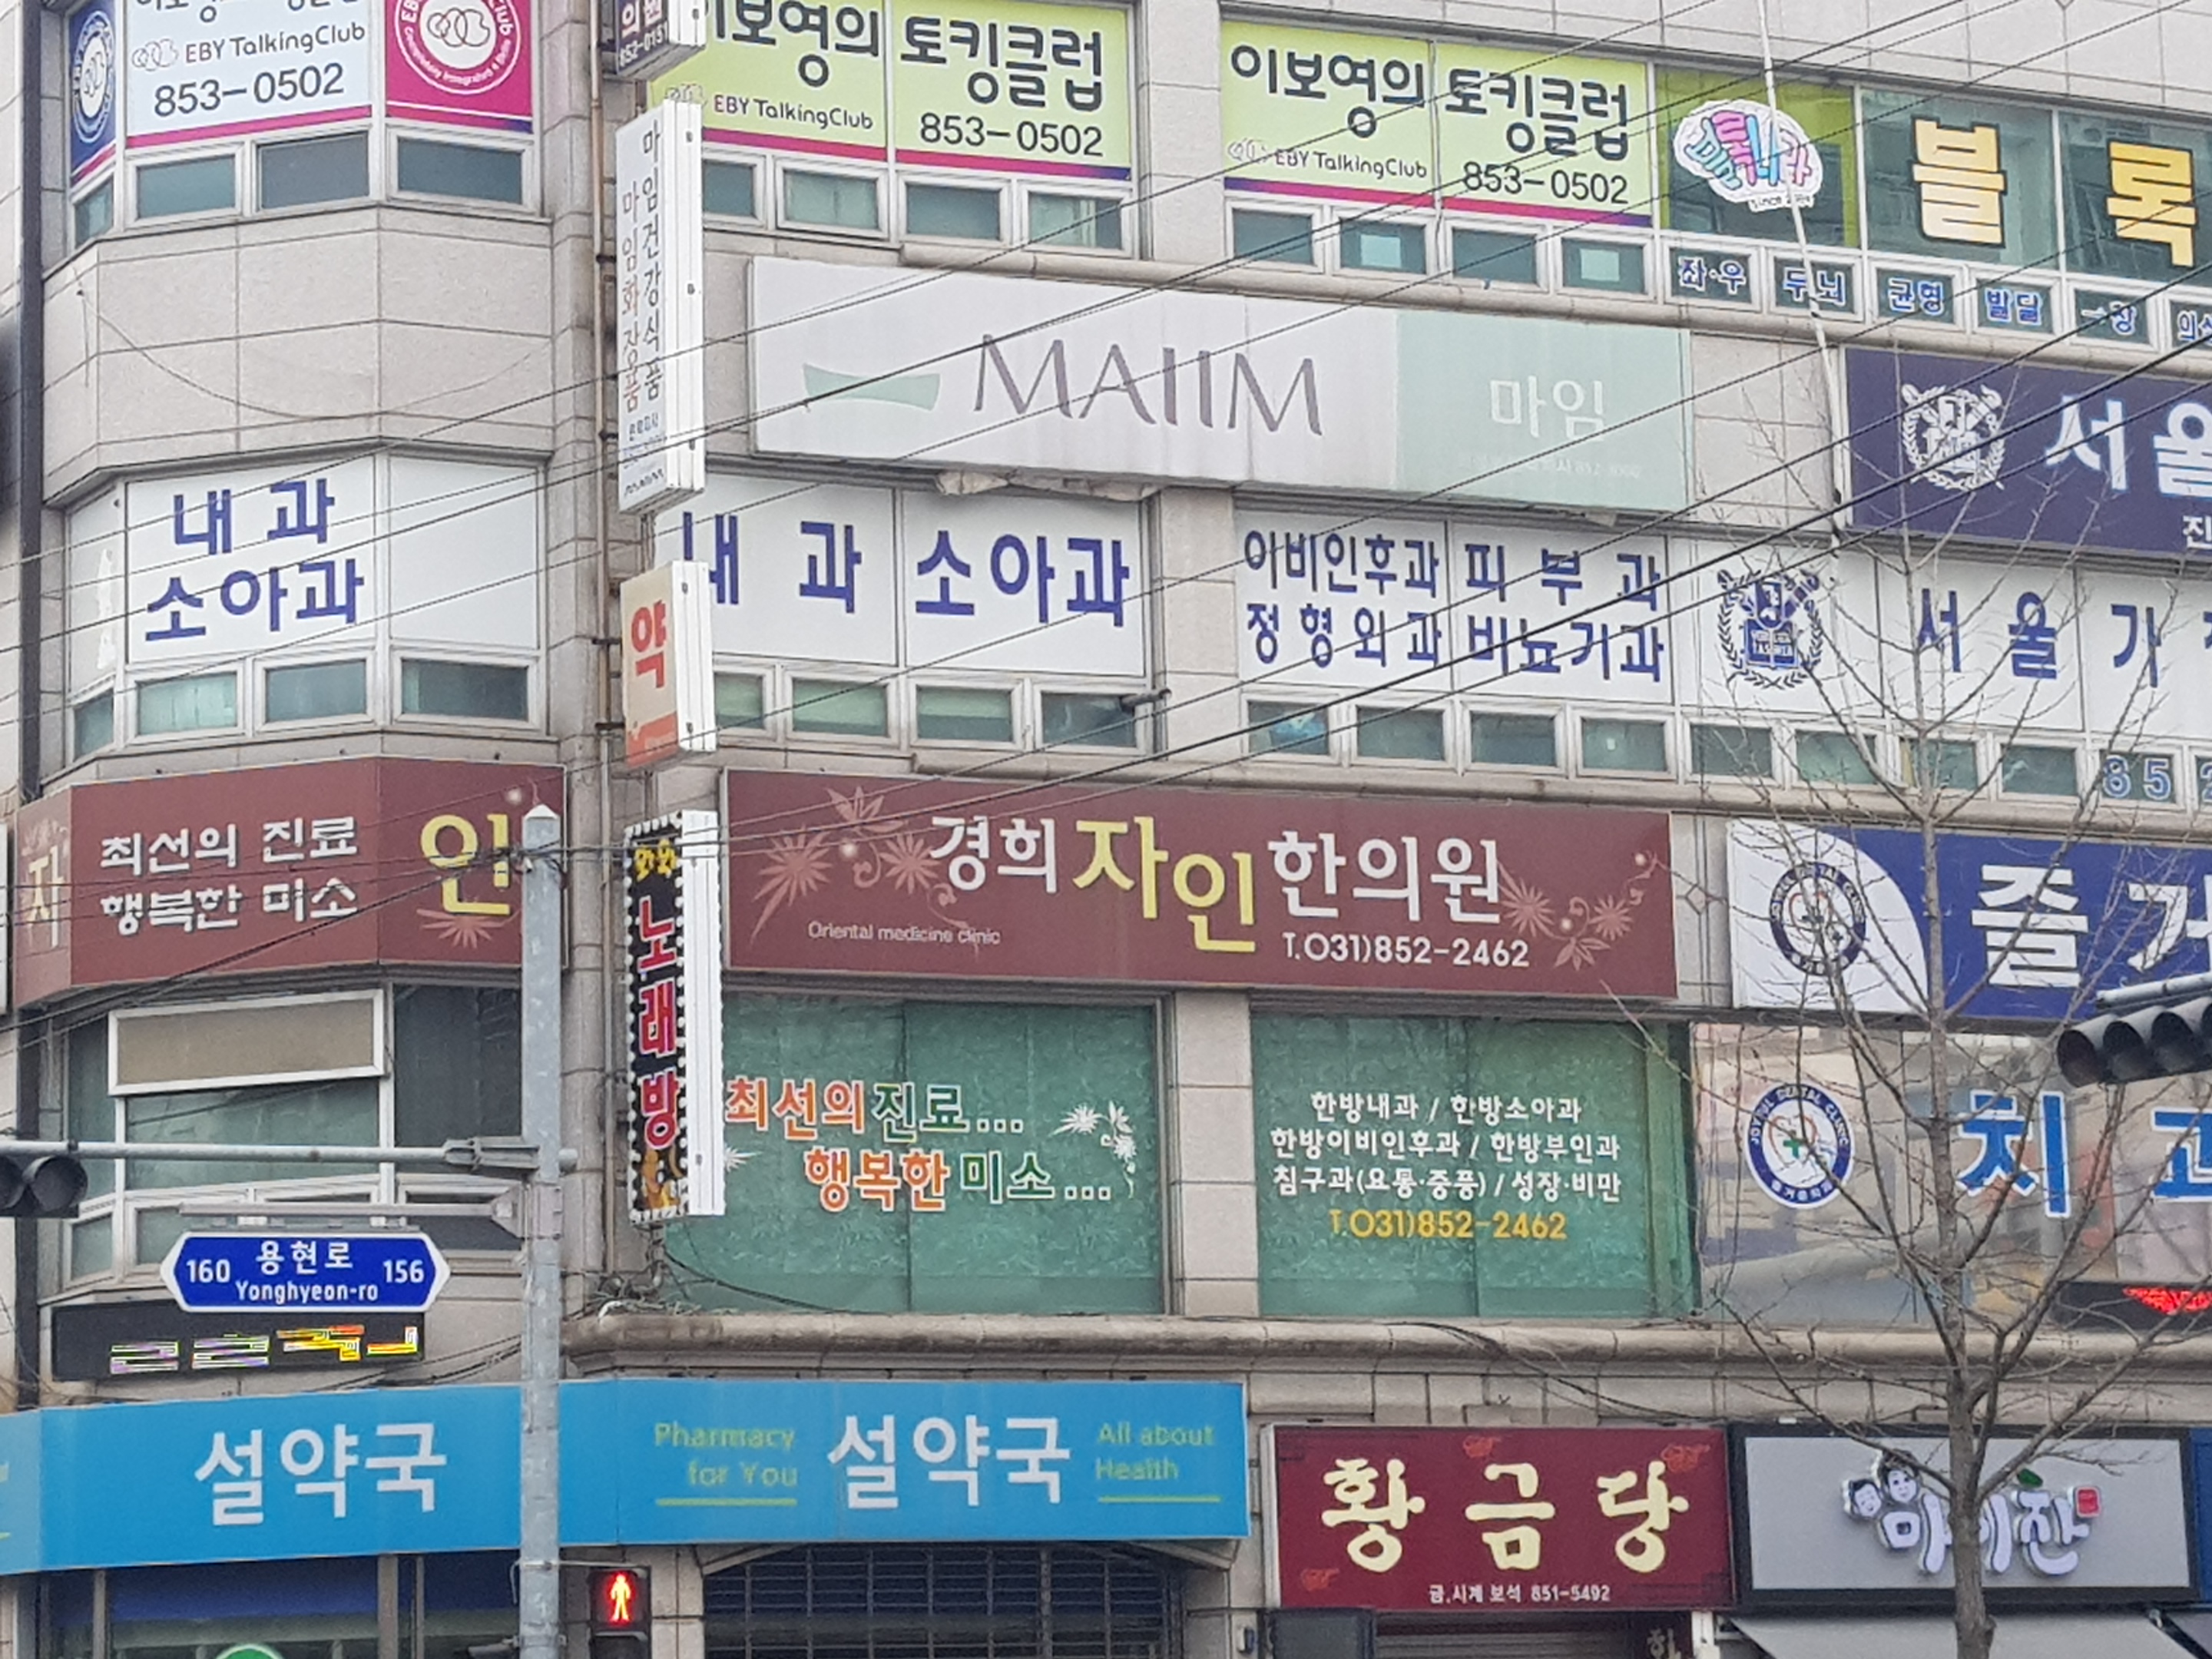 EBY TalkingClub
853-0502
의원
이보영의 토킹클럽
EBY TalkingClub
853-0502
이보영의 토킹클럽
EBY TalkingClub
853-0502
블록
좌·우 두뇌 균형 발달
마임건강식품
마임화장품
MAIIM
마임
서울
내과
소아과
내과 소아과
이비인후과 피부과
정형외과 비뇨기과
서울가
약
852
자
최선의 진료
행복한 미소
인
경희자인한의원
Oriental medicine clinic
T.031)852-2462
즐거
노래방
최선의 진료...
행복한 미소...
한방내과 / 한방소아과
한방이비인후과 / 한방부인과
침구과(요통·중풍) / 성장·비만
T.031)852-2462
JOYFUL DENTAL CLINIC
치과
160 용현로 156
Yonghyeon-ro
설약국
Pharmacy
for You
설약국
All about
Health
황금당
금.시계 보석 851-5492